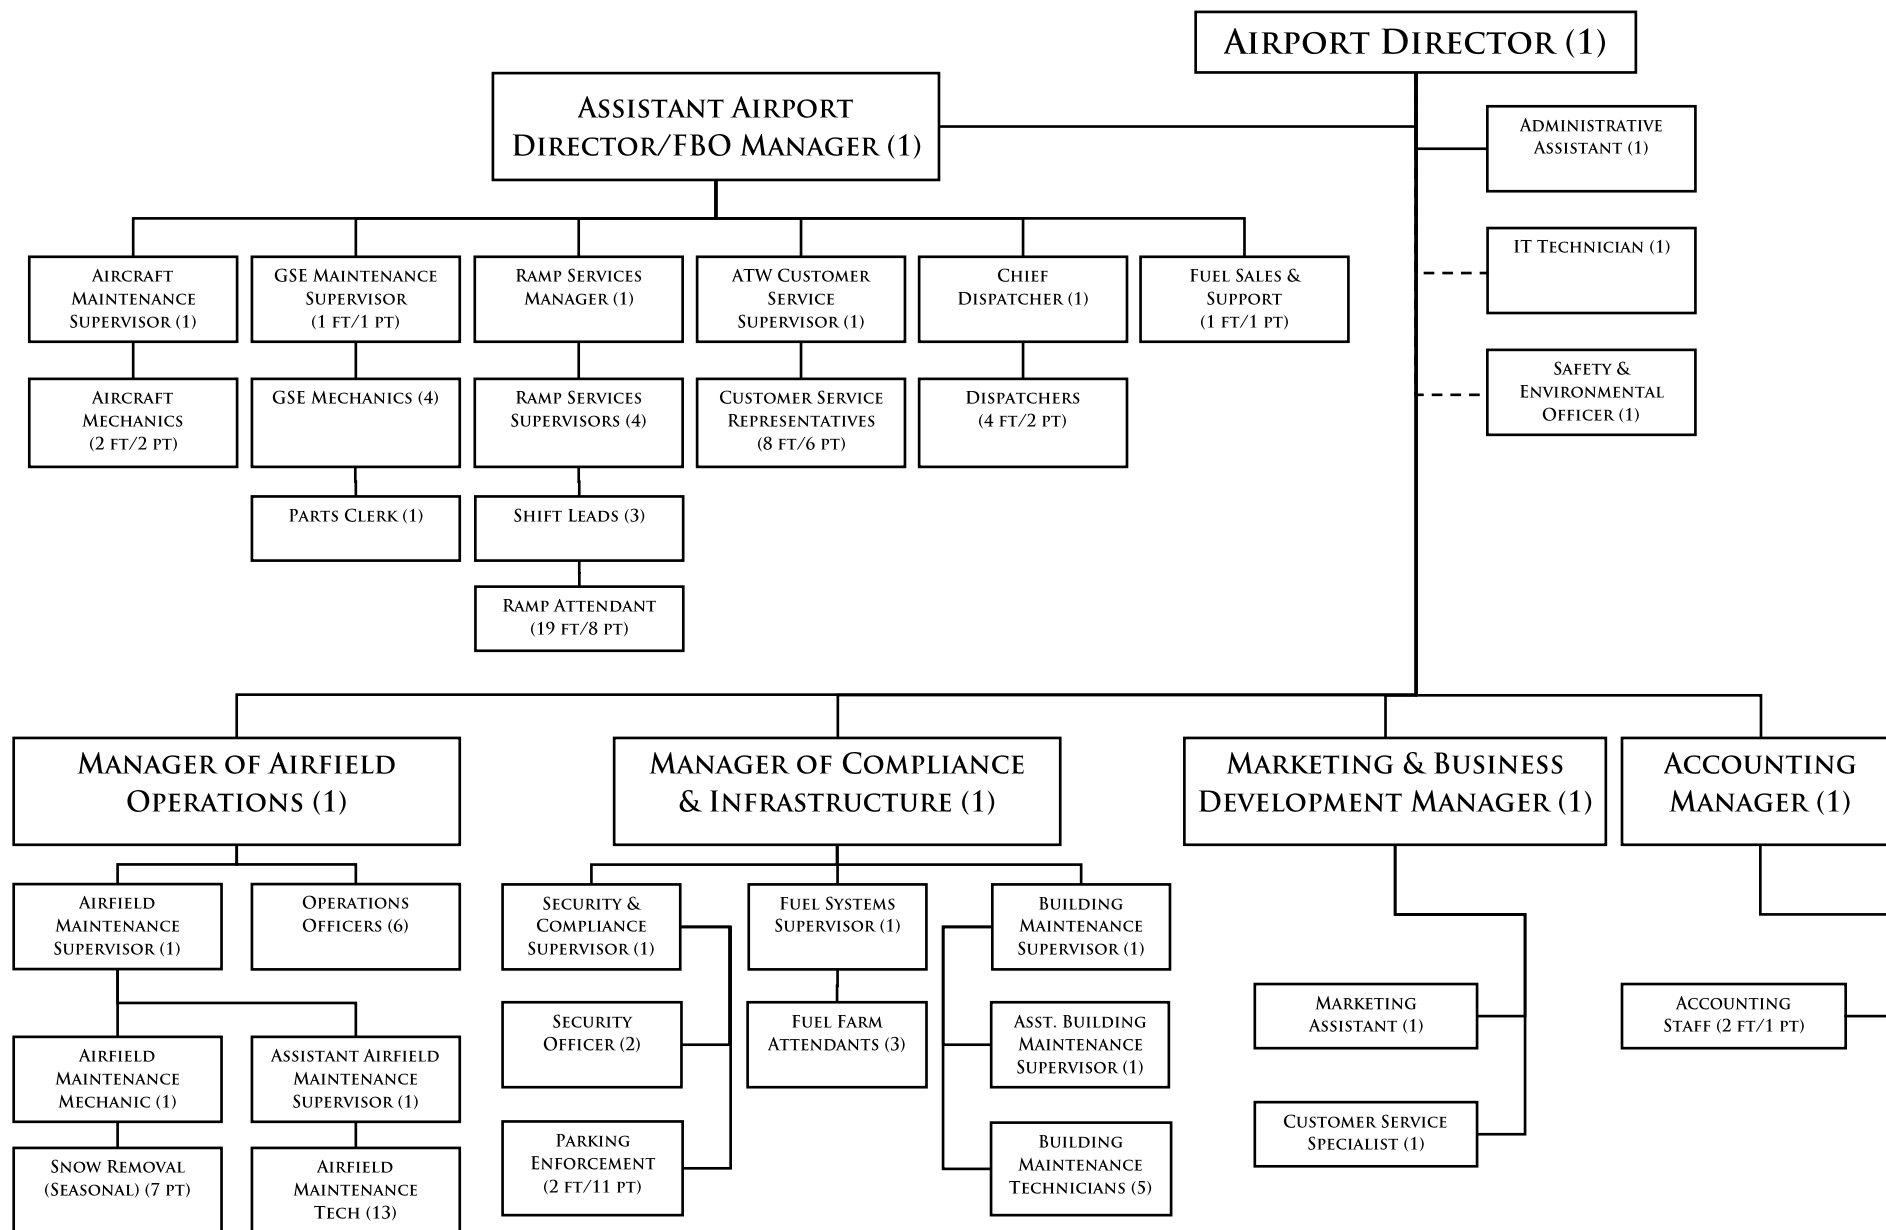 Airport Director (1)
Assistant Airport
Director/FBO Manager (1)
Administrative
Assistant (1)
IT Technician (1)
Safety &
Environmental
Officer (1)
Aircraft
Maintenance
Supervisor (1)
GSE Maintenance
Supervisor
(1 ft/1 pt)
Ramp Services
Manager (1)
ATW Customer
Service
Supervisor (1)
Chief
Dispatcher (1)
Fuel Sales &
Support
(1 ft/1 pt)
Aircraft
Mechanics
(2 ft/2 pt)
GSE Mechanics (4)
Ramp Services
Supervisors (4)
Customer Service
Representatives
(8 ft/6 pt)
Dispatchers
(4 ft/2 pt)
Parts Clerk (1)
Shift Leads (3)
Ramp Attendant
(19 ft/8 pt)
Manager of Airfield
Operations (1)
Manager of Compliance
& Infrastructure (1)
Marketing & Business
Development Manager (1)
Accounting
Manager (1)
Airfield
Maintenance
Supervisor (1)
Operations
Officers (6)
Security &
Compliance
Supervisor (1)
Fuel Systems
Supervisor (1)
Building
Maintenance
Supervisor (1)
Airfield
Maintenance
Mechanic (1)
Assistant Airfield
Maintenance
Supervisor (1)
Security
Officer (2)
Fuel Farm
Attendants (3)
Asst. Building
Maintenance
Supervisor (1)
Marketing
Assistant (1)
Accounting
Staff (2 ft/1 pt)
Snow Removal
(Seasonal) (7 pt)
Airfield
Maintenance
Tech (13)
Parking
Enforcement
(2 ft/11 pt)
Building
Maintenance
Technicians (5)
Customer Service
Specialist (1)